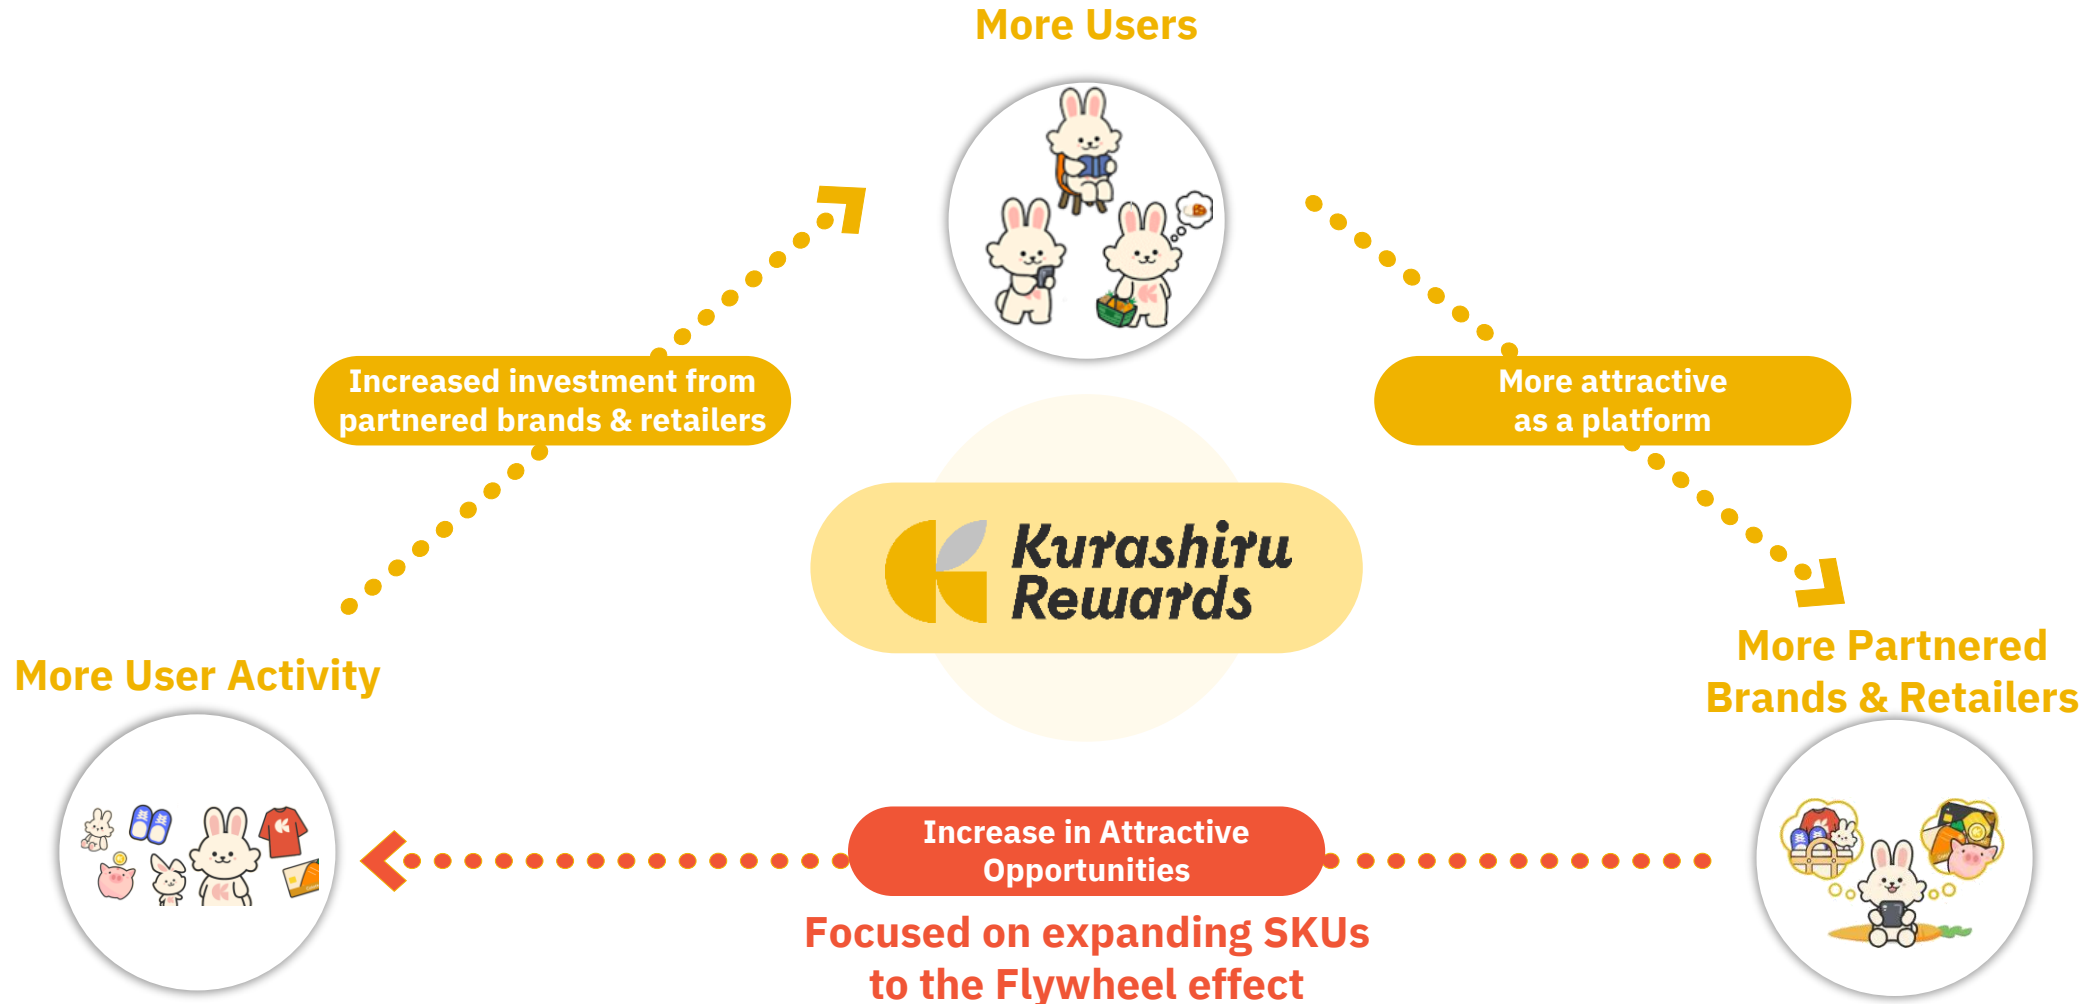 More Users
Increased investment from
partnered brands & retailers
More attractive
as a platform
Kurashiru
Rewards
More User Activity
More Partnered
Brands & Retailers
Increase in Attractive
Opportunities
Focused on expanding SKUs
to the Flywheel effect